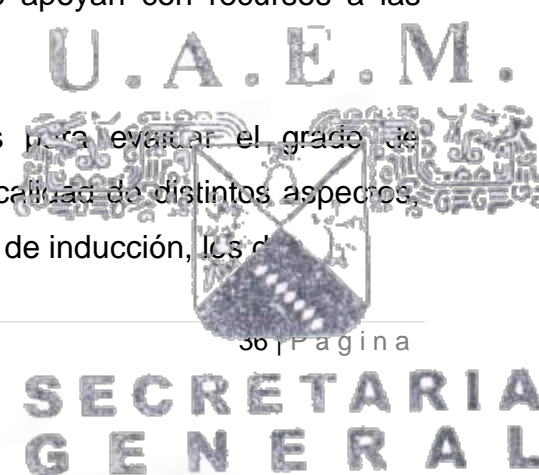 apoyan con recursos a las
U.A.E.M.
para evaluar el grado de
calidad de distintos aspectos,
de inducción, los
36 | Pagina
SECRETARIA
GENERAL